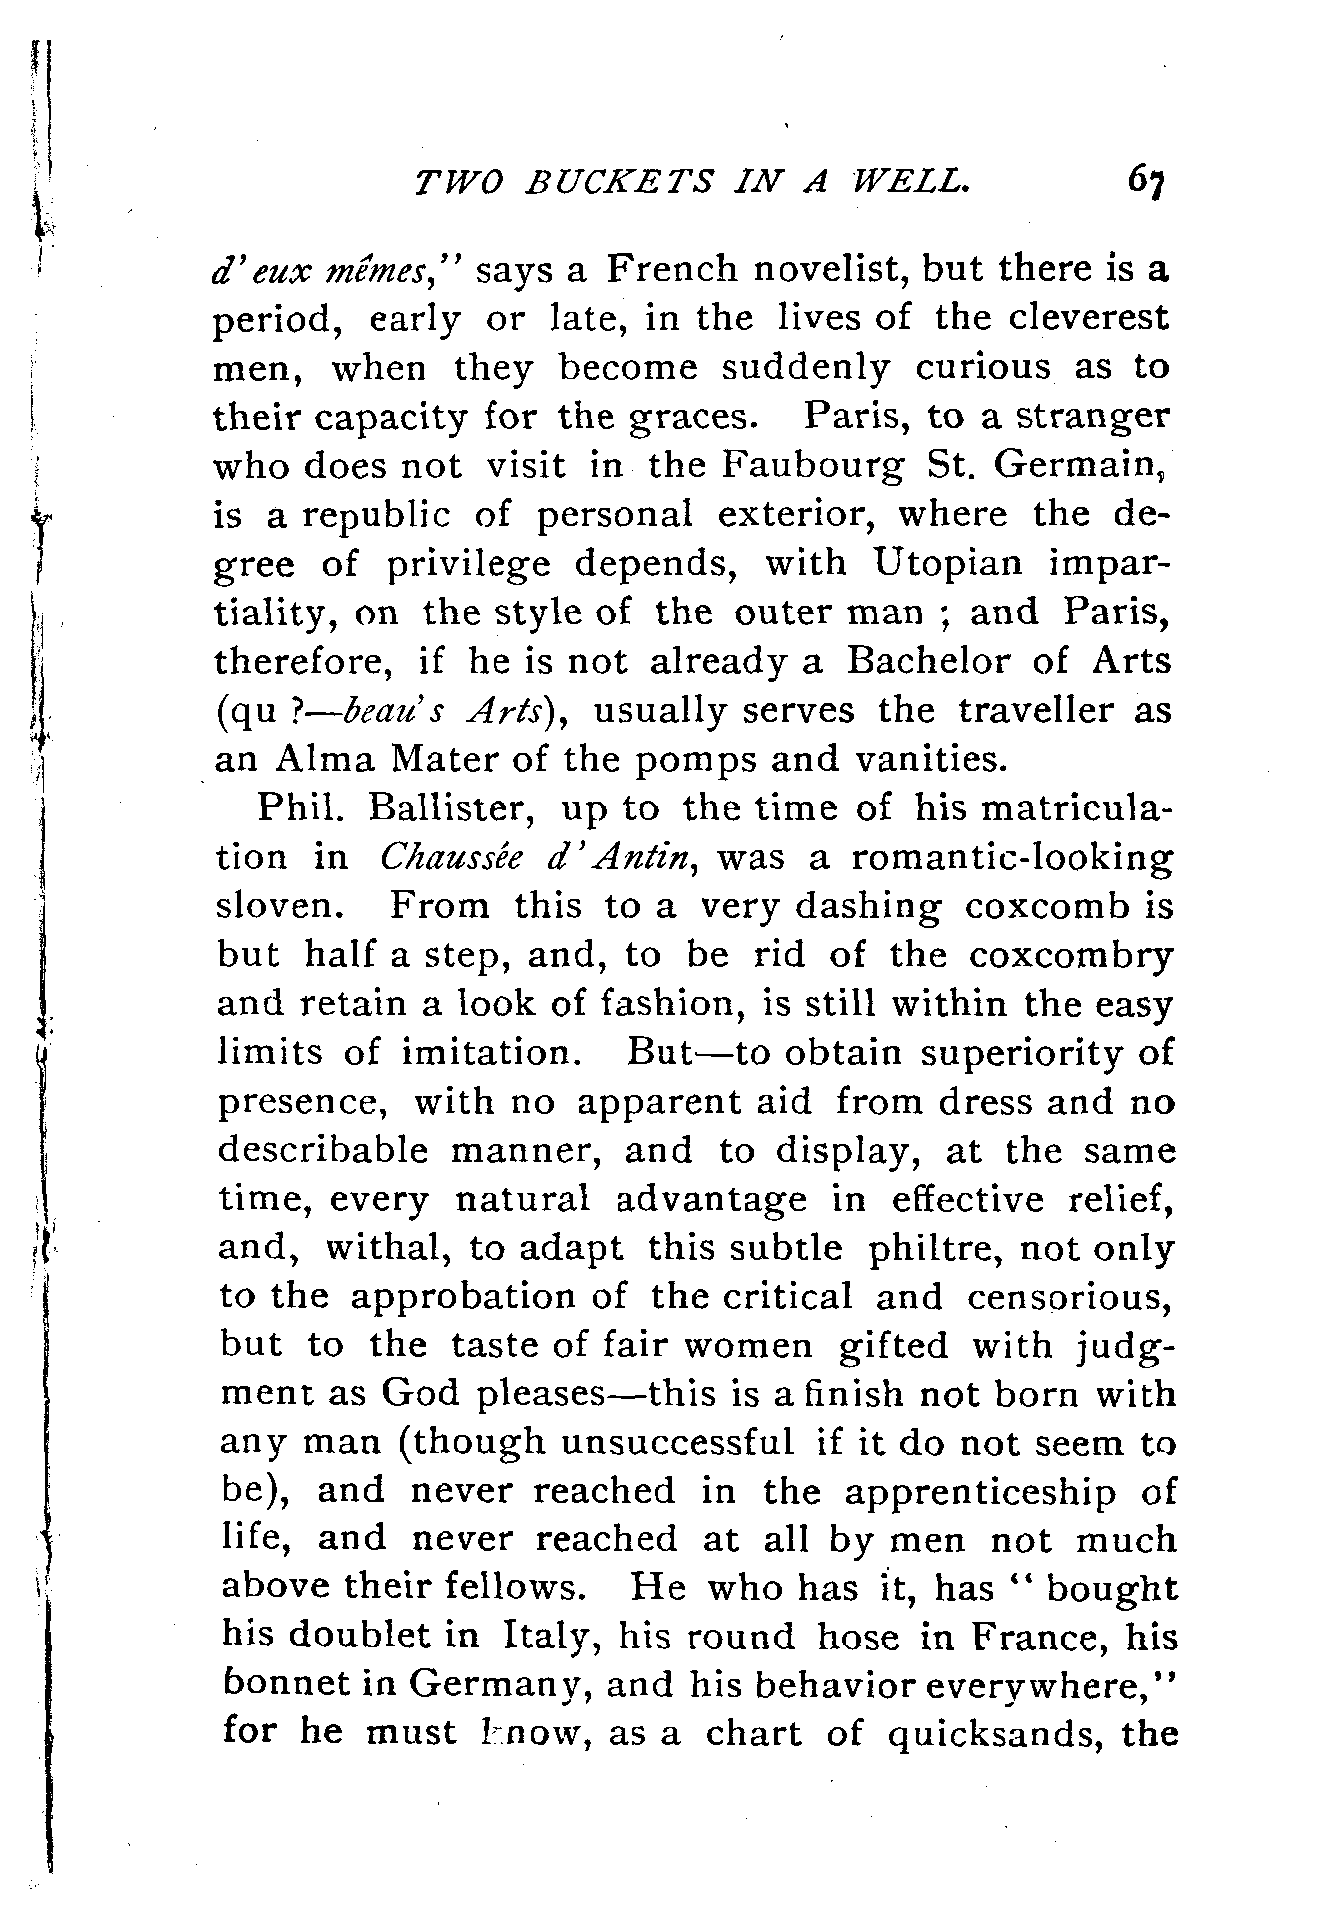 TWO BUCKETS IN A WELL. 67
d'eux mêmes," says a French novelist, but there is a
period, early or late, in the lives of the cleverest
men, when they become suddenly curious as to
their capacity for the graces. Paris, to a stranger
who does not visit in the Faubourg St. Germain,
is a republic of personal exterior, where the de-
gree of privilege depends, with Utopian impar-
tiality, on the style of the outer man ; and Paris,
therefore, if he is not already a Bachelor of Arts
(qu ?—beau's Arts), usually serves the traveller as
an Alma Mater of the pomps and vanities.
Phil. Ballister, up to the time of his matricula-
tion in Chaussée d'Antin, was a romantic-looking
sloven. From this to a very dashing coxcomb is
but half a step, and, to be rid of the coxcombry
and retain a look of fashion, is still within the easy
limits of imitation. But—to obtain superiority of
presence, with no apparent aid from dress and no
describable manner, and to display, at the same
time, every natural advantage in effective relief,
and, withal, to adapt this subtle philtre, not only
to the approbation of the critical and censorious,
but to the taste of fair women gifted with judg-
ment as God pleases—this is a finish not born with
any man (though unsuccessful if it do not seem to
be), and never reached in the apprenticeship of
life, and never reached at all by men not much
above their fellows. He who has it, has “ bought
his doublet in Italy, his round hose in France, his
bonnet in Germany, and his behavior everywhere,”
for he must know, as a chart of quicksands, the